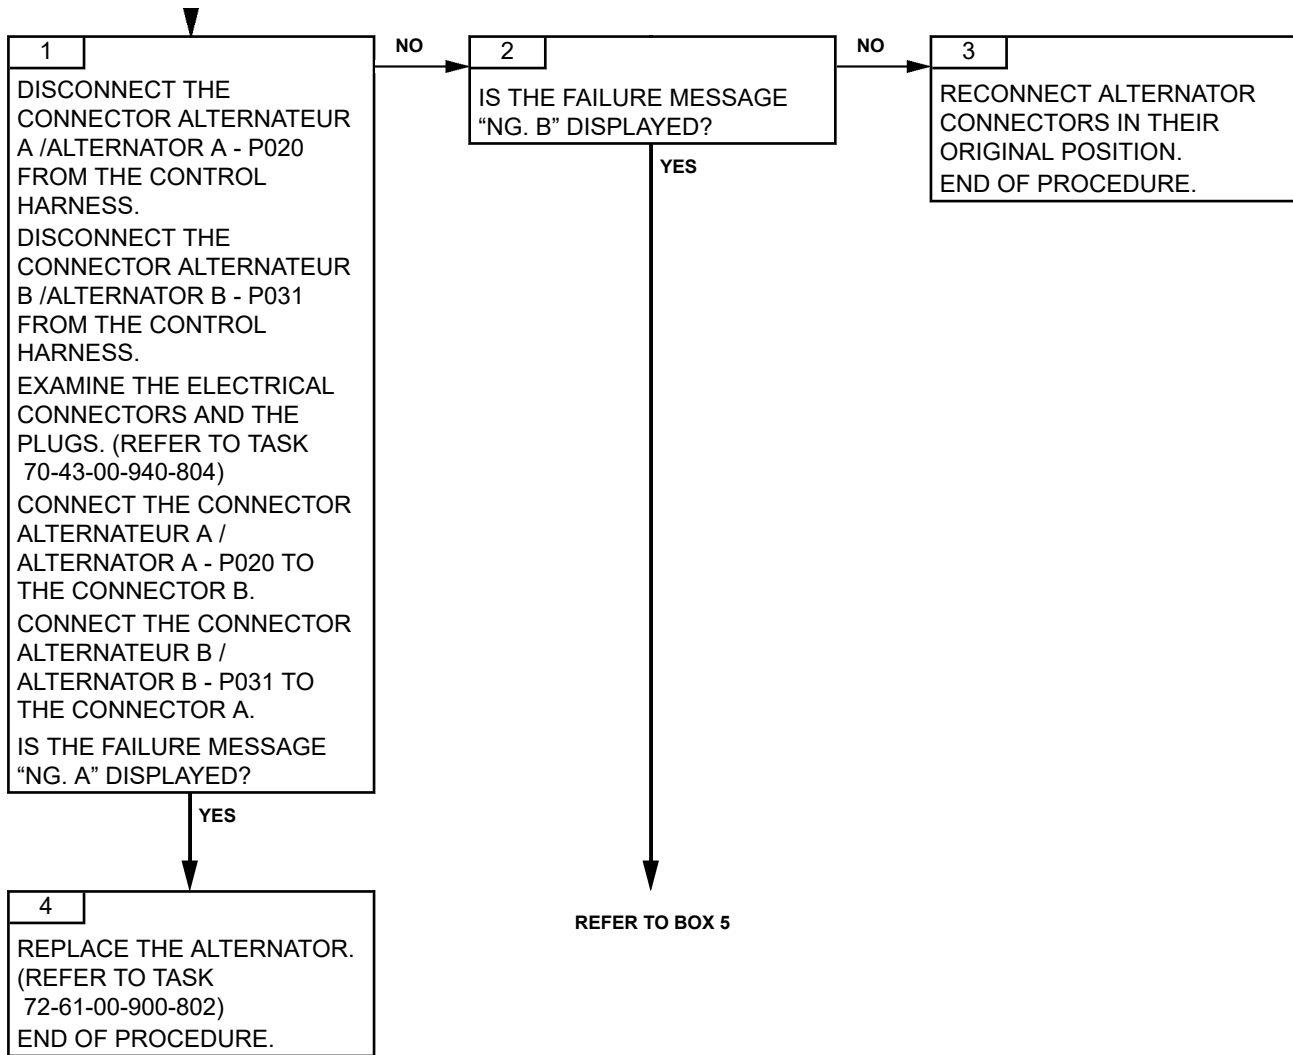 1
DISCONNECT THE
CONNECTOR ALTERNATEUR
A /ALTERNATOR A - P020
FROM THE CONTROL
HARNESS.
DISCONNECT THE
CONNECTOR ALTERNATEUR
B /ALTERNATOR B - P031
FROM THE CONTROL
HARNESS.
EXAMINE THE ELECTRICAL
CONNECTORS AND THE
PLUGS. (REFER TO TASK
70-43-00-940-804)
CONNECT THE CONNECTOR
ALTERNATEUR A /
ALTERNATOR A - P020 TO
THE CONNECTOR B.
CONNECT THE CONNECTOR
ALTERNATEUR B /
ALTERNATOR B - P031 TO
THE CONNECTOR A.
IS THE FAILURE MESSAGE
“NG. A” DISPLAYED?
NO
2
IS THE FAILURE MESSAGE
“NG. B” DISPLAYED?
NO
3
RECONNECT ALTERNATOR
CONNECTORS IN THEIR
ORIGINAL POSITION.
END OF PROCEDURE.
YES
REFER TO BOX 5
YES
4
REPLACE THE ALTERNATOR.
(REFER TO TASK
72-61-00-900-802)
END OF PROCEDURE.